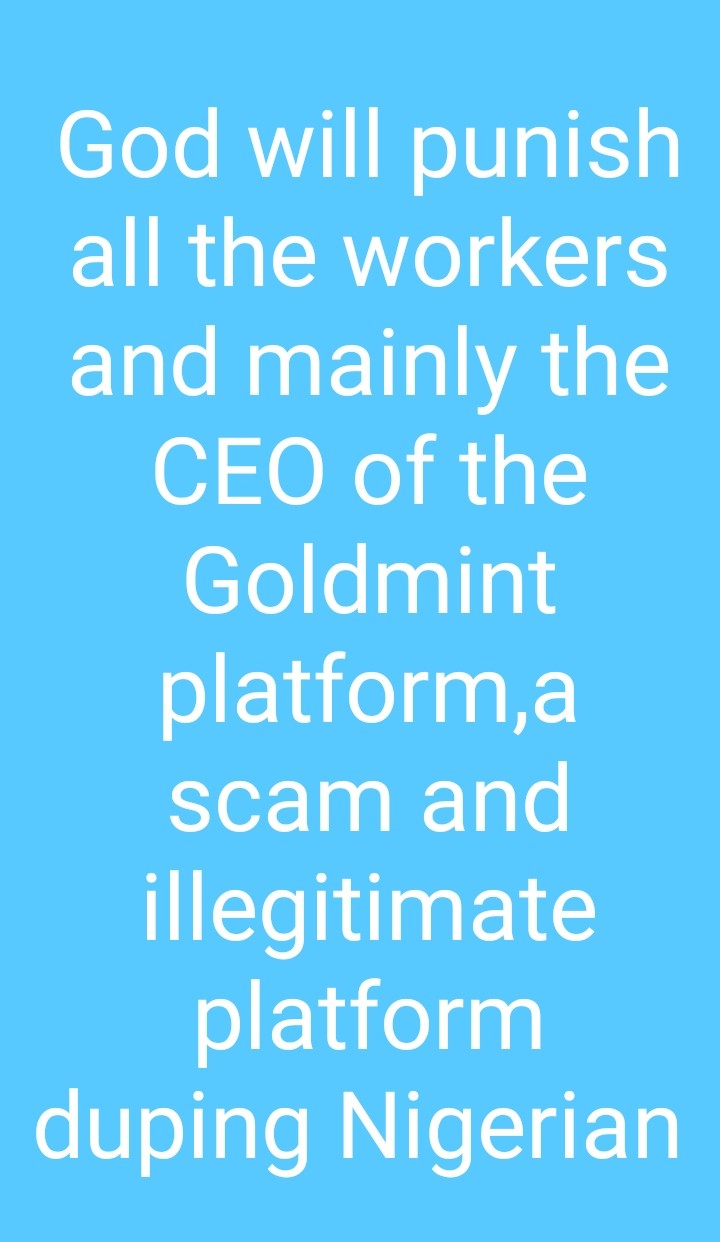 God will punish
all the workers
and mainly the
CEO of the
Goldmint
platform,a
scam and
illegitimate
platform
duping Nigerian